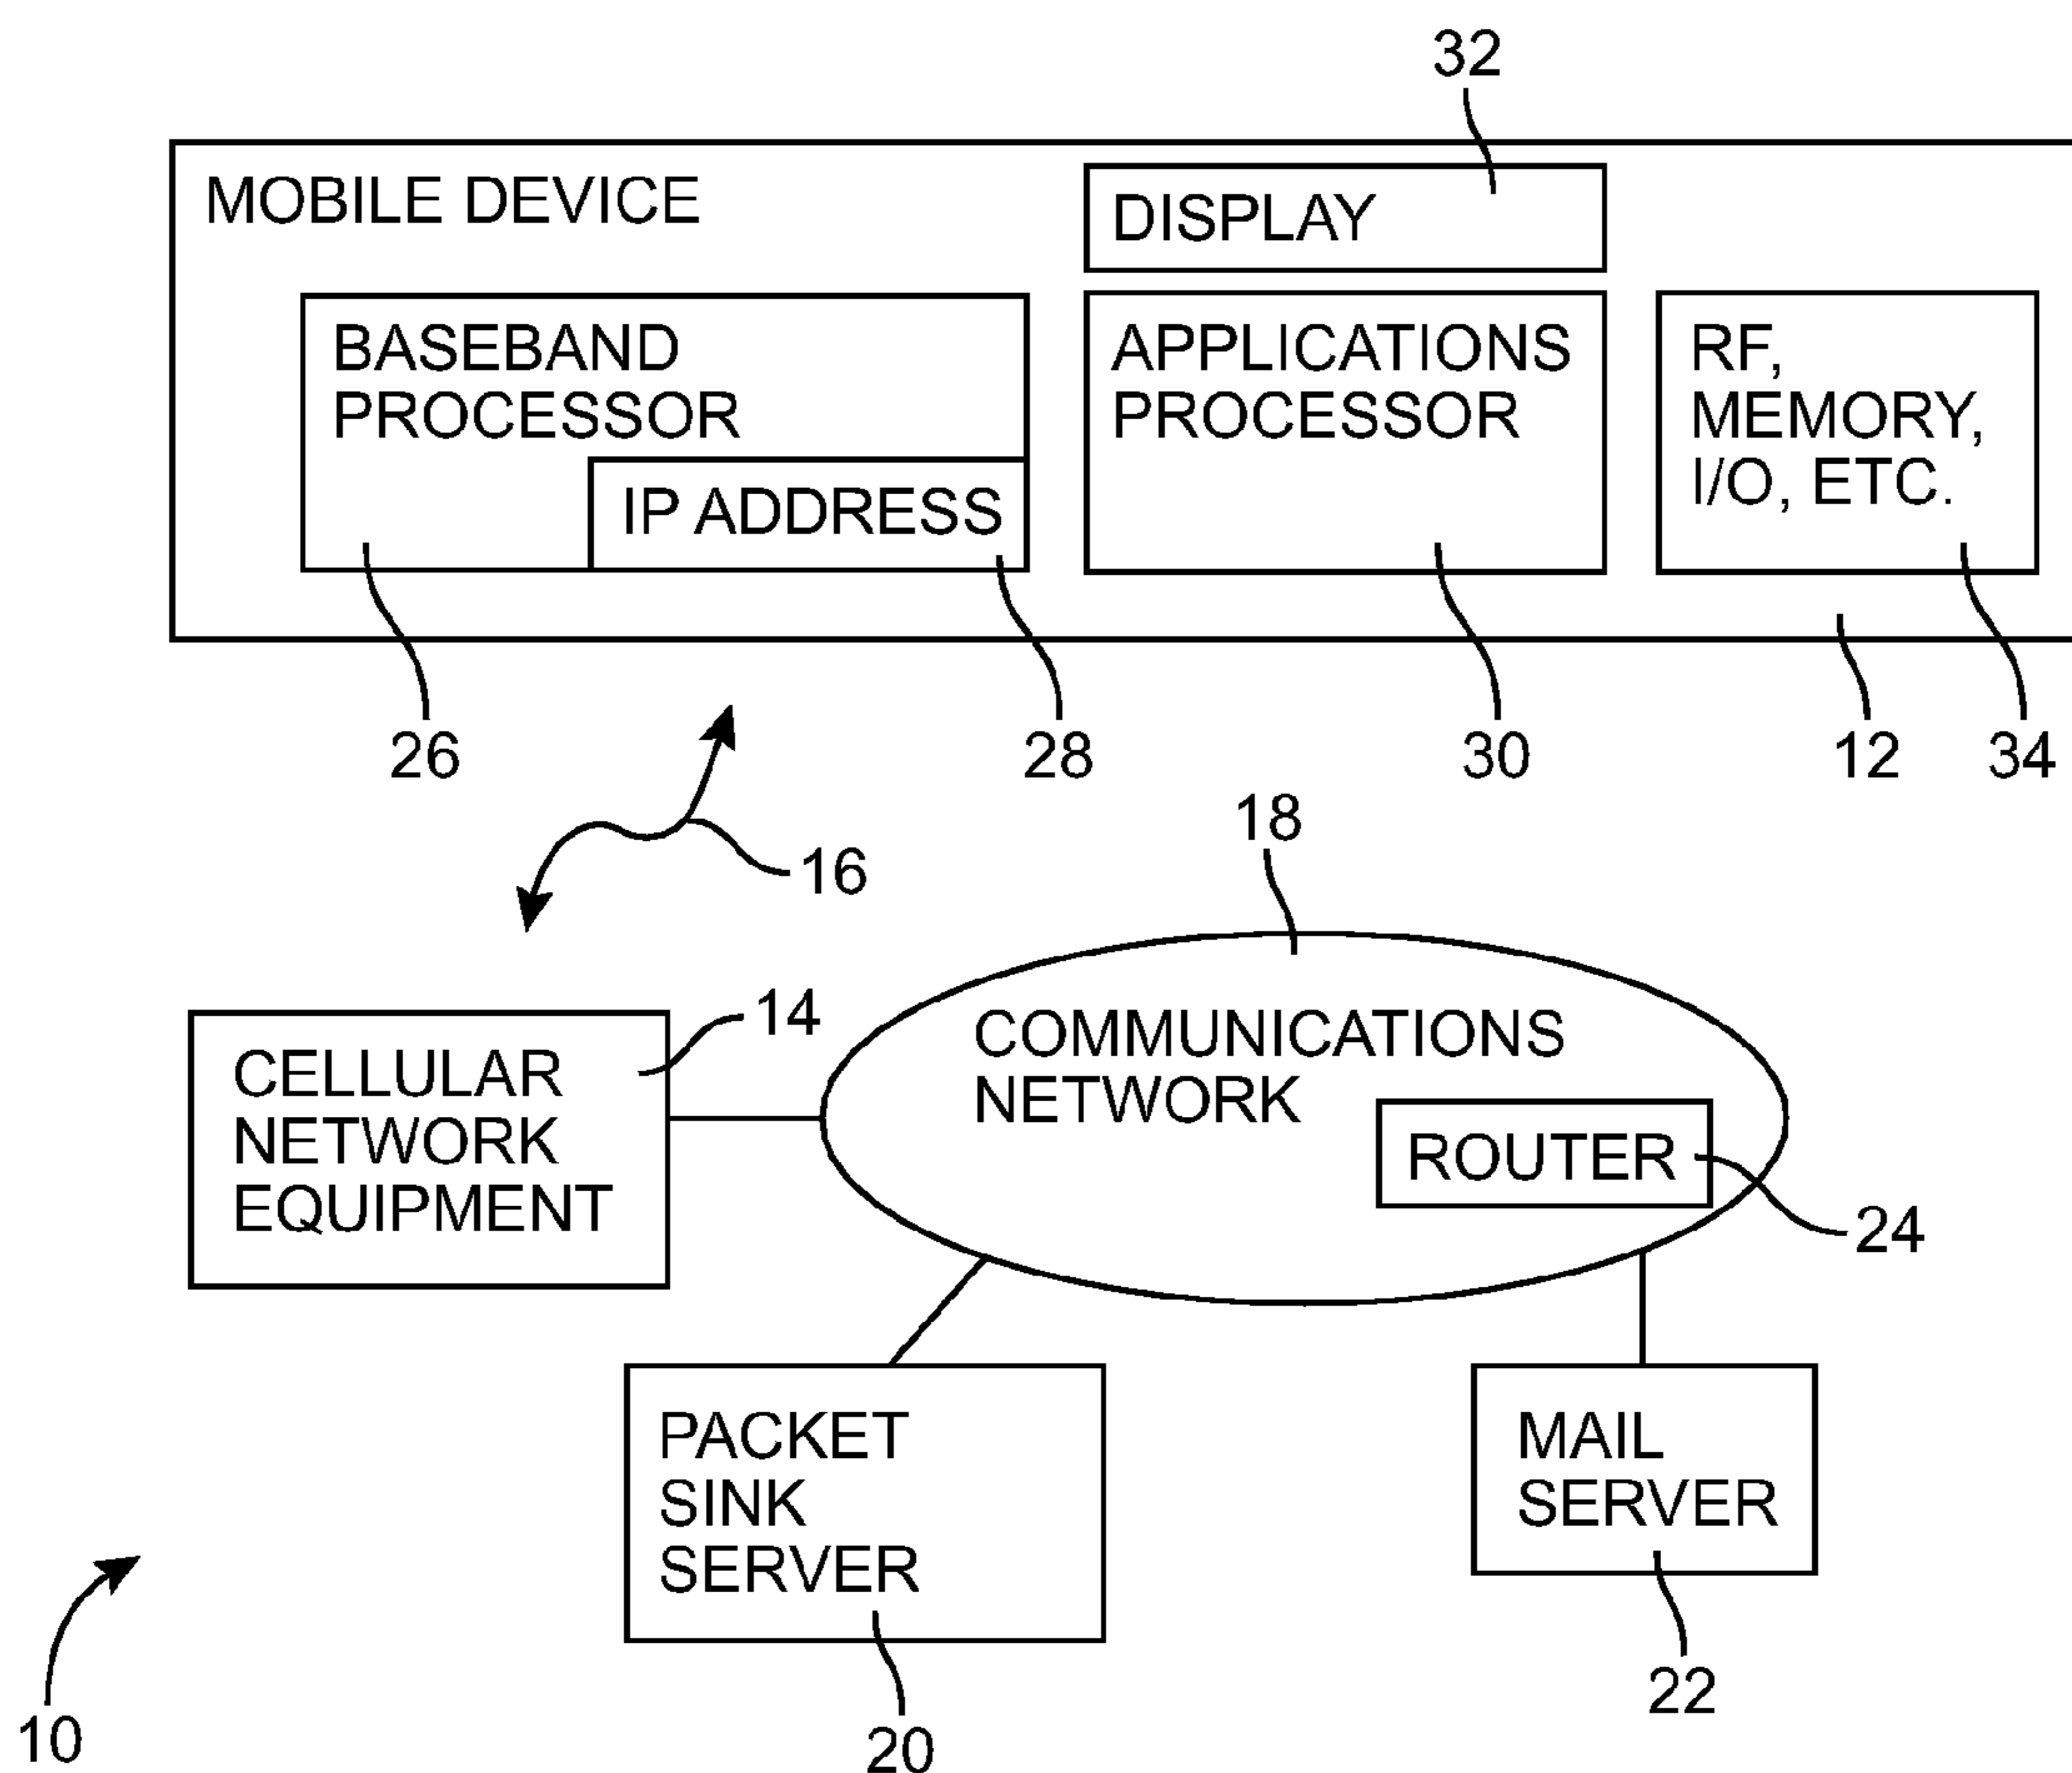 32
MOBILE DEVICE
DISPLAY
BASEBAND
PROCESSOR
IP ADDRESS
APPLICATIONS
PROCESSOR
RF,
MEMORY,
I/O, ETC.
26
28
30
12
34
16
18
14
CELLULAR
NETWORK
EQUIPMENT
COMMUNICATIONS
NETWORK
ROUTER
24
PACKET
SINK
SERVER
MAIL
SERVER
10
20
22